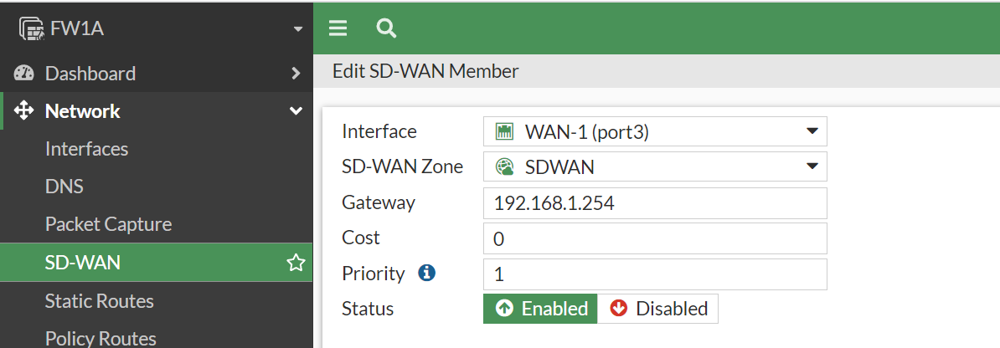 FW1A
Dashboard
Network
Interfaces
DNS
Packet Capture
SD-WAN
Static Routes
Policy Routes
Edit SD-WAN Member
Interface WAN-1 (port3)
SD-WAN Zone SDWAN
Gateway 192.168.1.254
Cost 0
Priority 1
Status Enabled Disabled